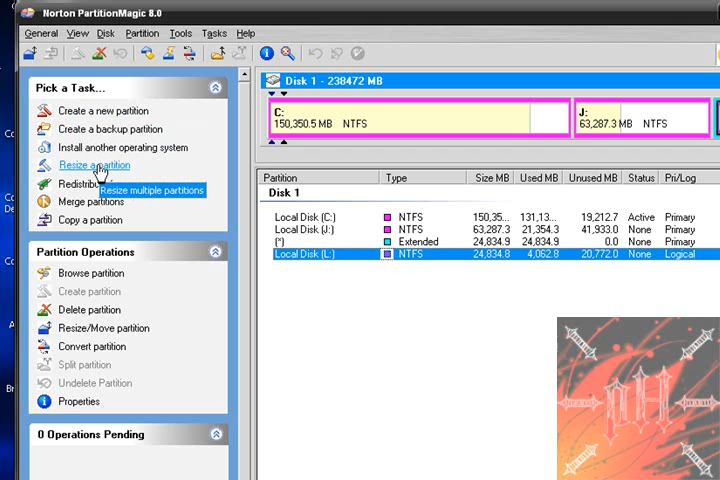 Norton PartitionMagic 8.0
General View Disk Partition Tools Tasks Help
Pick a Task...
Create a new partition
Create a backup partition
Install another operating system
Resize a partition
Redistribu
Resize multiple partitions
Merge partitions
Copy a partition
Partition Operations
Browse partition
Create partition
Delete partition
Resize/Move partition
Convert partition
Split partition
Undelete Partition
Properties
0 Operations Pending
Disk 1 - 238472 MB
C:
150,350.5 MB NTFS
J:
63,287.3 MB NTFS
Partition Type Size MB Used MB Unused MB Status Pri/Log
Disk 1
Local Disk (C:) NTFS 150,35... 131,13... 19,212.7 Active Primary
Local Disk (J:) NTFS 63,287.3 21,354.3 41,933.0 None Primary
(*) Extended 24,834.9 24,834.9 0.0 None Primary
Local Disk (L:) NTFS 24,834.8 4,062.8 20,772.0 None Logical
pH